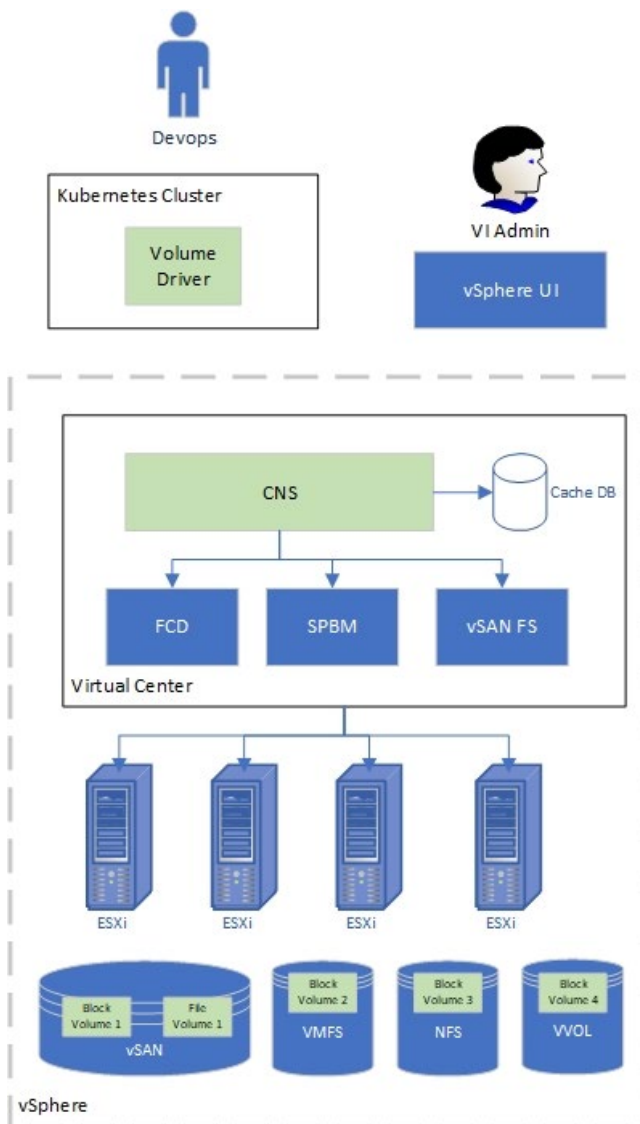 Devops
Kubernetes Cluster
Volume
Driver
VI Admin
vSphere UI
CNS
Cache DB
FCD
SPBM
vSAN FS
Virtual Center
ESXi
ESXi
ESXi
ESXi
Block
Volume 1
File
Volume 1
vSAN
Block
Volume 2
VMFS
Block
Volume 3
NFS
Block
Volume 4
VVOL
vSphere